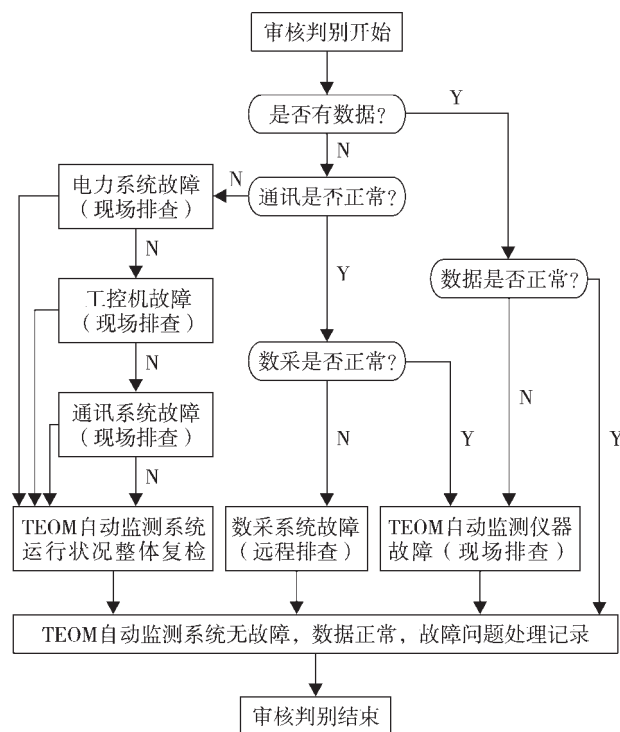 审核判别开始
是否有数据?
Y
N
电力系统故障
(现场排查)
N
通讯是否正常?
N
Y
数据是否正常?
工控机故障
(现场排查)
N
数采是否正常?
通讯系统故障
(现场排查)
N
N
Y
N
Y
TEOM自动监测系统
运行状况整体复检
数采系统故障
(远程排查)
TEOM自动监测仪器
故障(现场排查)
TEOM自动监测系统无故障,数据正常,故障问题处理记录
审核判别结束